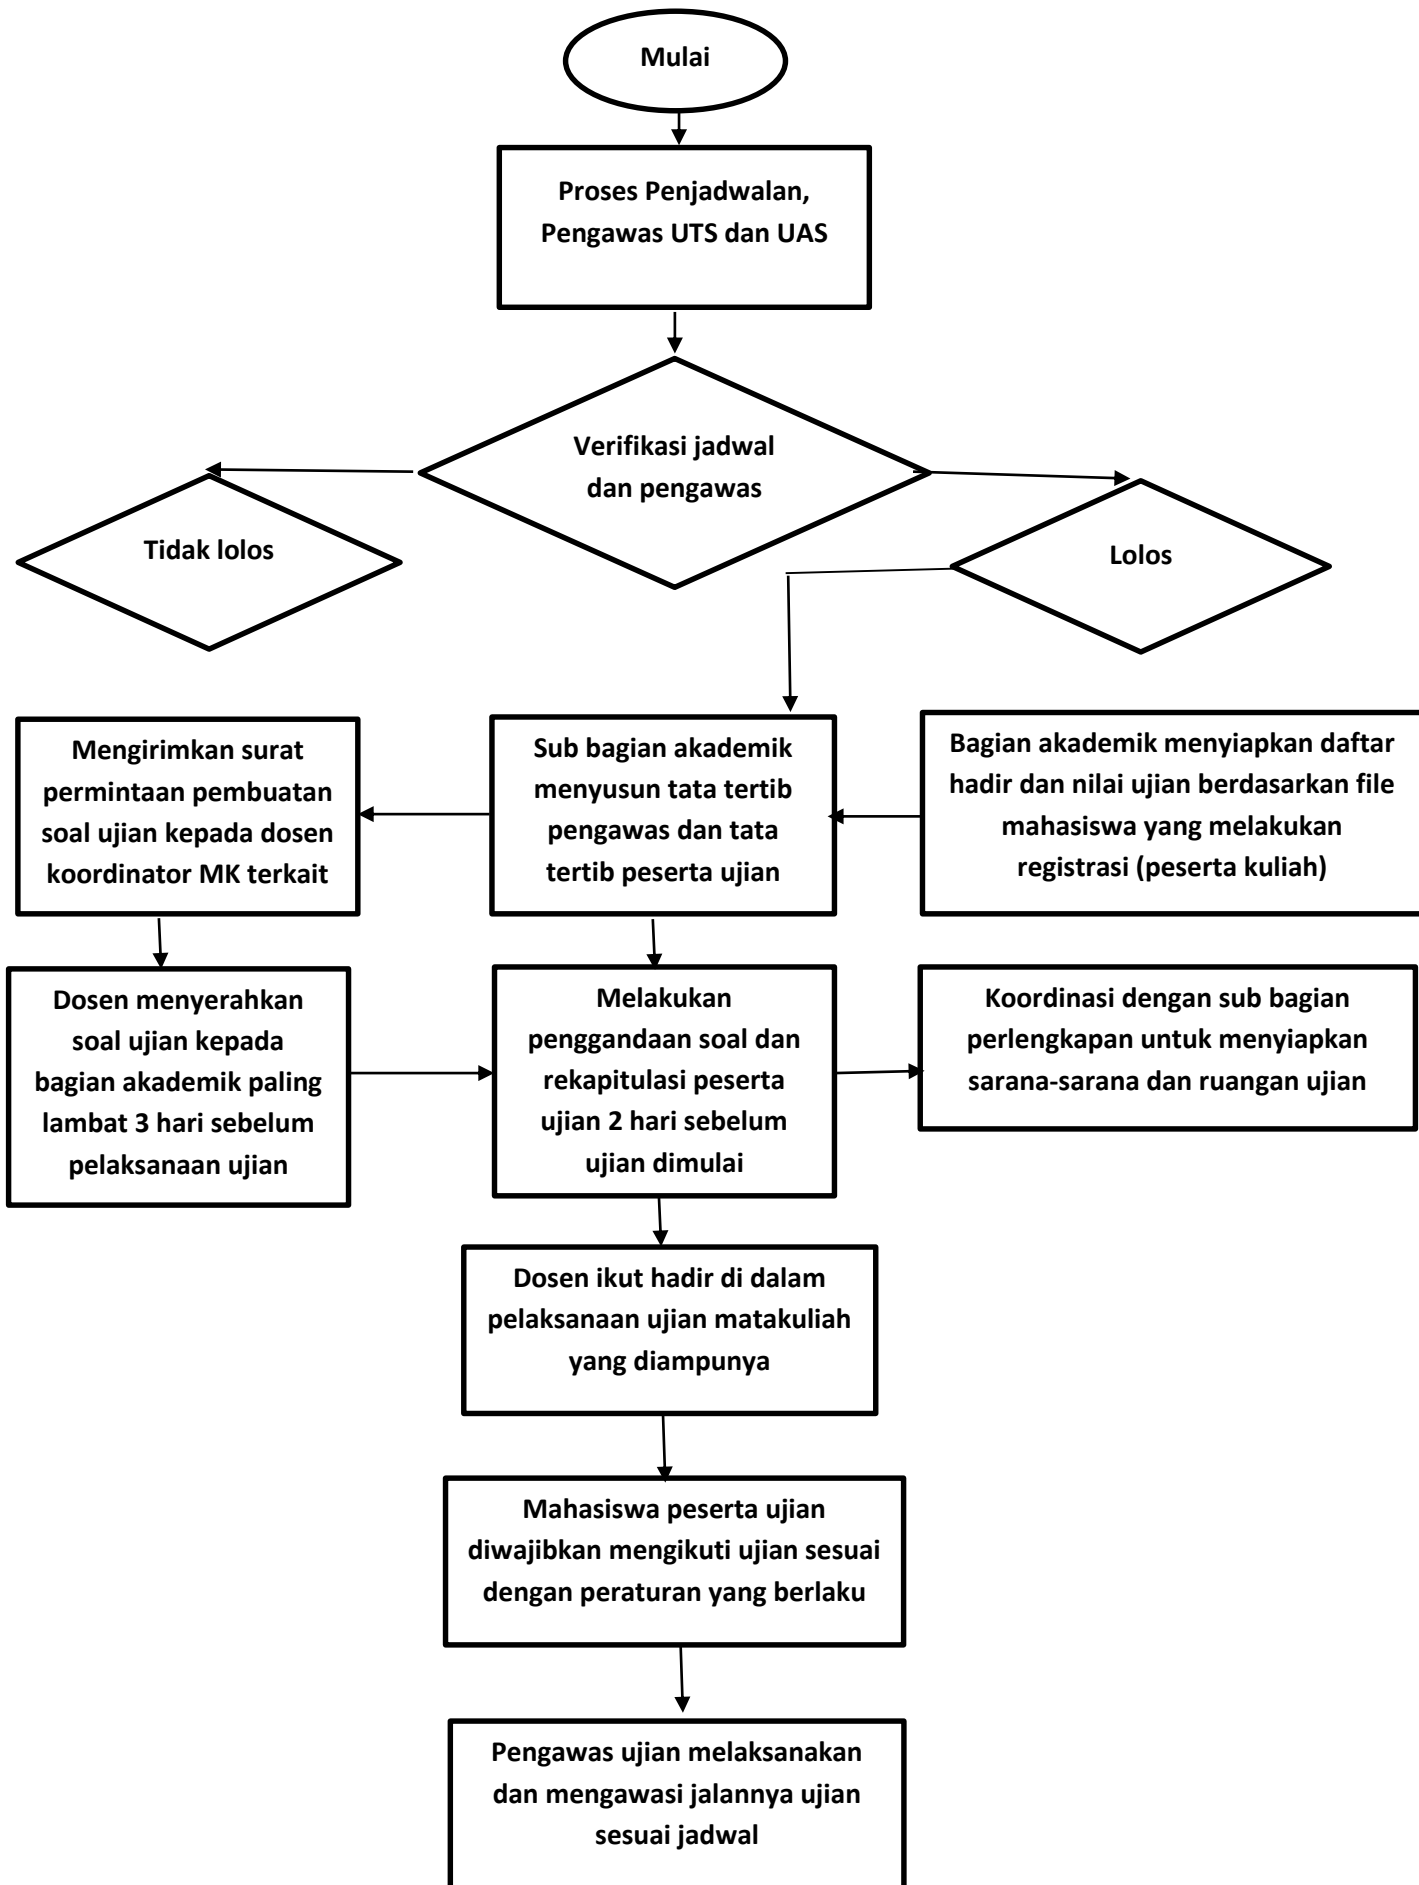 Mulai
Proses Penjadwalan,
Pengawas UTS dan UAS
Verifikasi jadwal
dan pengawas
Tidak lolos
Lolos
Mengirimkan surat
permintaan pembuatan
soal ujian kepada dosen
koordinator MK terkait
Sub bagian akademik
menyusun tata tertib
pengawas dan tata
tertib peserta ujian
Bagian akademik menyiapkan daftar
hadir dan nilai ujian berdasarkan file
mahasiswa yang melakukan
registrasi (peserta kuliah)
Dosen menyerahkan
soal ujian kepada
bagian akademik paling
lambat 3 hari sebelum
pelaksanaan ujian
Melakukan
penggandaan soal dan
rekapitulasi peserta
ujian 2 hari sebelum
ujian dimulai
Koordinasi dengan sub bagian
perlengkapan untuk menyiapkan
sarana-sarana dan ruangan ujian
Dosen ikut hadir di dalam
pelaksanaan ujian matakuliah
yang diampunya
Mahasiswa peserta ujian
diwajibkan mengikuti ujian sesuai
dengan peraturan yang berlaku
Pengawas ujian melaksanakan
dan mengawasi jalannya ujian
sesuai jadwal